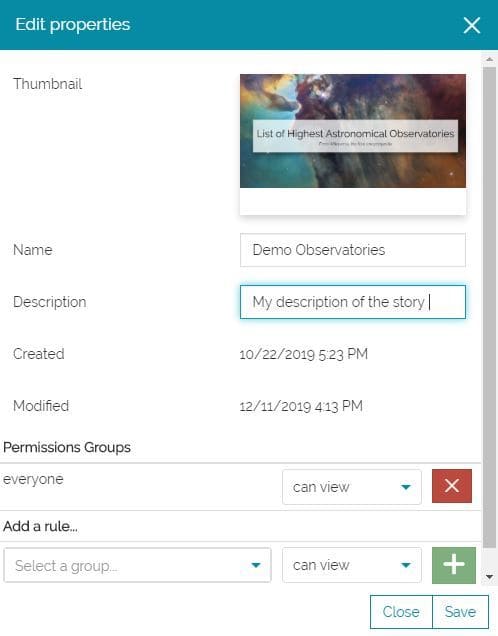 Edit properties
Thumbnail
List of Highest Astronomical Observatories
From Wikipedia, the free encyclopedia
Name
Demo Observatories
Description
My description of the story
Created
10/22/2019 5:23 PM
Modified
12/11/2019 4:13 PM
Permissions Groups
everyone
can view
Add a rule...
Select a group...
can view
Close
Save